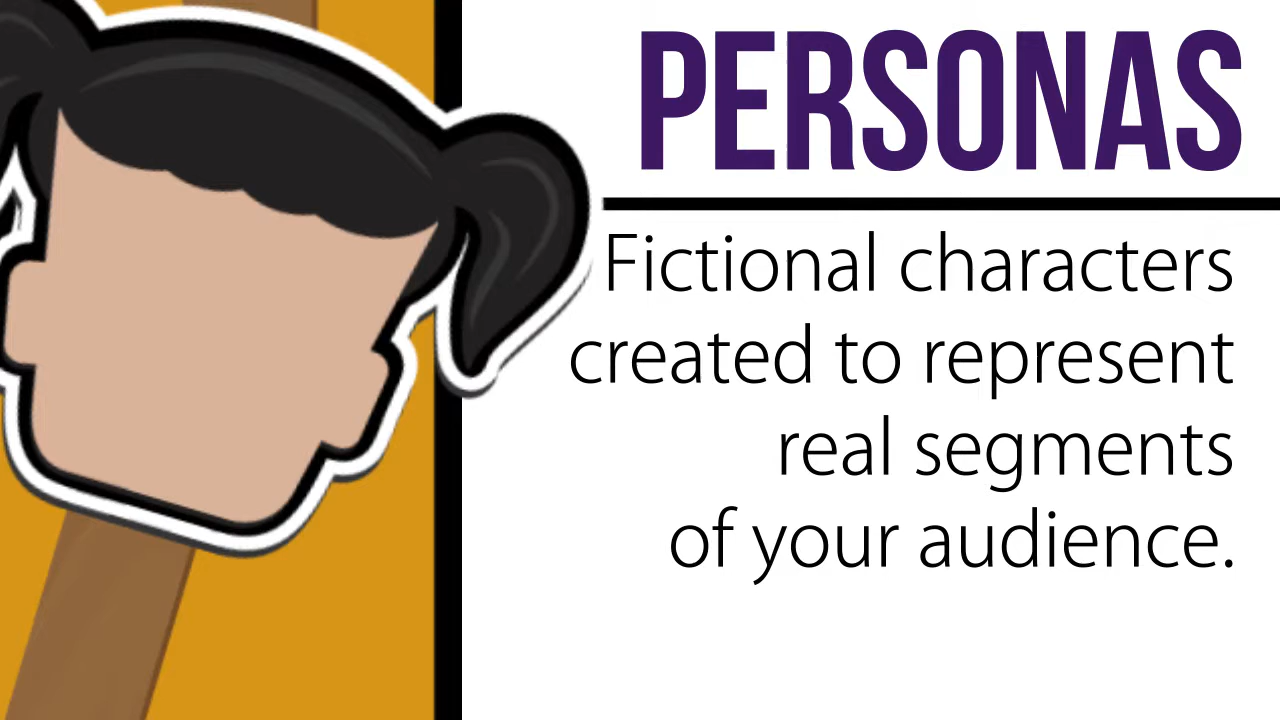 PERSONAS
Fictional characters
created to represent
real segments
of your audience.